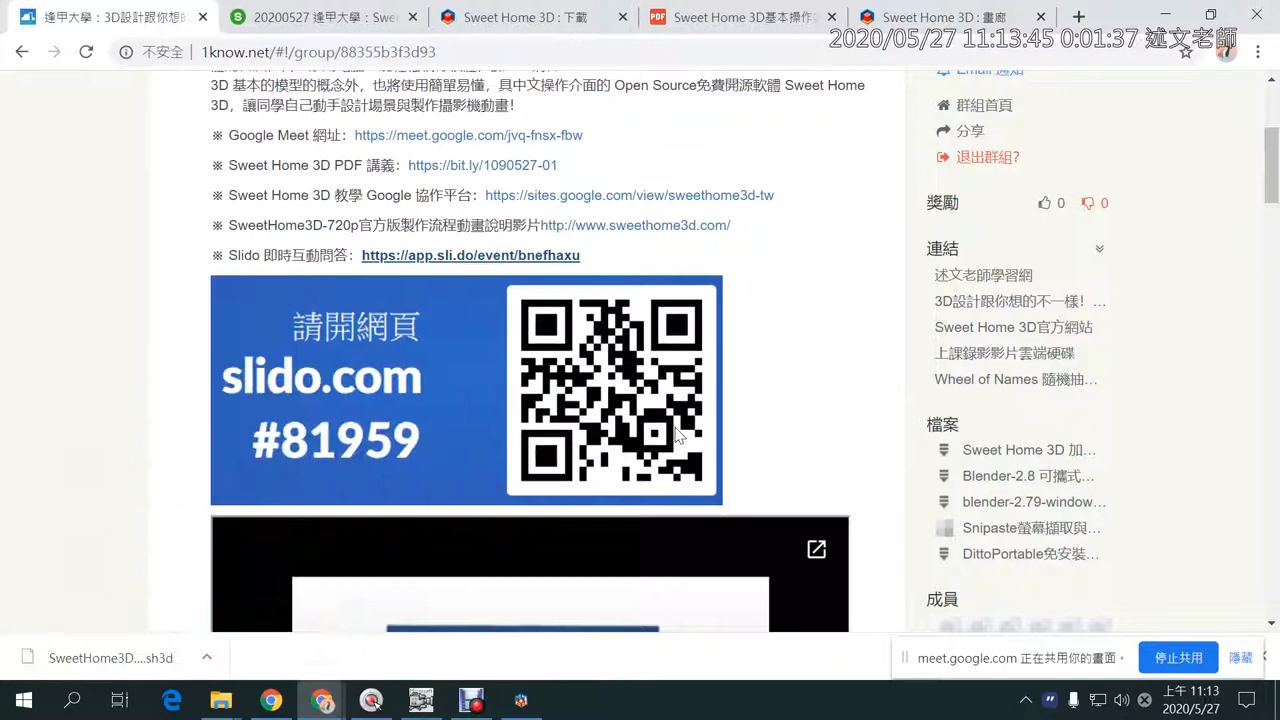 逢甲大學：3D設計跟你想的
20200527 逢甲大學：Swe
Sweet Home 3D : 下載
Sweet Home 3D基本操作
Sweet Home 3D : 畫廊
2020/05/27 11:13:45 0:01:37 述文老師
不安全
1know.net/#!/group/88355b3f3d93
3D 基本的模型的概念外，也將使用簡單易懂，具中文操作介面的 Open Source免費開源軟體 Sweet Home
3D，讓同學自己動手設計場景與製作攝影機動畫！
※ Google Meet 網址：https://meet.google.com/jvq-fnsx-fbw
※ Sweet Home 3D PDF 講義：https://bit.ly/1090527-01
※ Sweet Home 3D 教學 Google 協作平台：https://sites.google.com/view/sweethome3d-tw
※ SweetHome3D-720p官方版製作流程動畫說明影片http://www.sweethome3d.com/
※ Slido 即時互動問答：https://app.sli.do/event/bnefhaxu
請開網頁
slido.com
#81959
Email 通知
群組首頁
分享
退出群組?
獎勵
0
0
連結
述文老師學習網
3D設計跟你想的不一樣！…
Sweet Home 3D官方網站
上課錄影影片雲端硬碟
Wheel of Names 隨機抽…
檔案
Sweet Home 3D 加…
Blender-2.8 可攜式…
blender-2.79-window…
Snipaste螢幕擷取與…
DittoPortable免安裝…
成員
SweetHome3D....sh3d
meet.google.com 正在共用你的畫面。
停止共用
隱藏
上午 11:13
2020/5/27